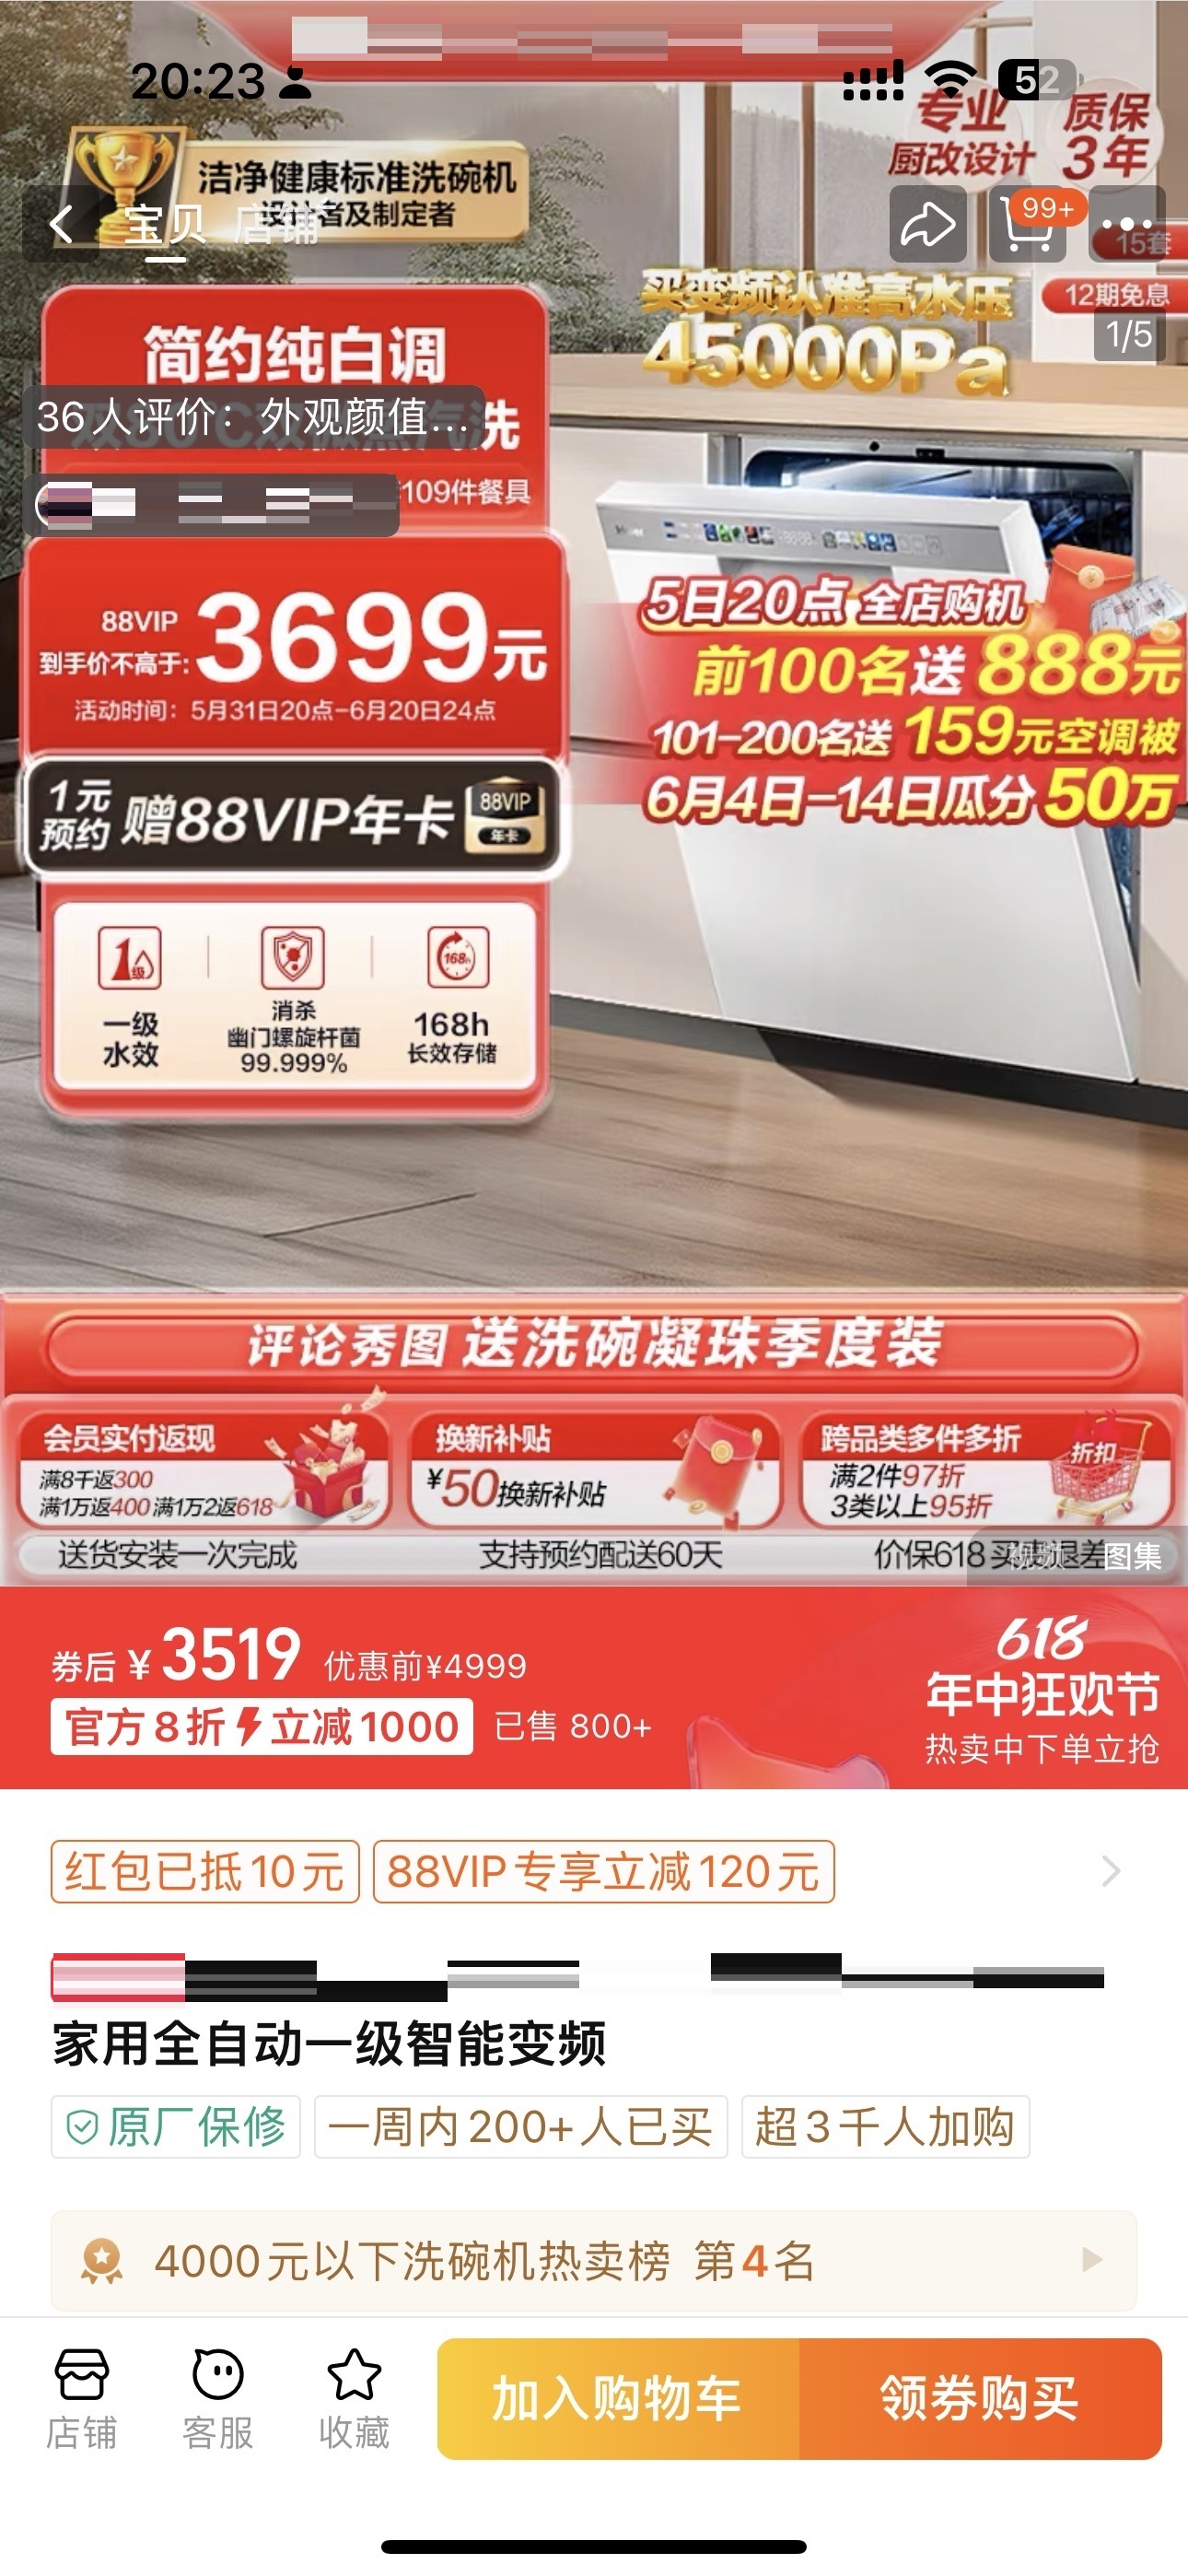 20:23
52
专业
厨改设计
质保
3年
洁净健康标准洗碗机
者及制定者
宝贝 店铺
99+
15套
12期免息
1/5
买变频认准高水压
45000Pa
简约纯白调
洗
36人评价：外观颜值...
109件餐具
88VIP
到手价不高于:3699元
活动时间：5月31日20点-6月20日24点
1元
预约 赠88VIP年卡
88VIP
年卡
5日20点 全店购机
前100名送 888元
101-200名送 159元空调被
6月4日-14日瓜分50万
1级
168h
一级
水效
消杀
幽门螺旋杆菌
99.999%
168h
长效存储
评论秀图 送洗碗凝珠季度装
会员实付返现
满8千返300
满1万返400 满1万2返618
换新补贴
¥50换新补贴
跨品类多件多折
满2件97折
3类以上95折
折扣
送货安装一次完成
支持预约配送60天
价保618 买贵退差
视频 图集
券后 ¥3519 优惠前¥4999
官方8折 立减1000 已售 800+
618
年中狂欢节
热卖中下单立抢
红包已抵10元
88VIP专享立减120元
家用全自动一级智能变频
原厂保修
一周内200+人已买
超3千人加购
4000元以下洗碗机热卖榜 第4名
店铺
客服
收藏
加入购物车
领券购买